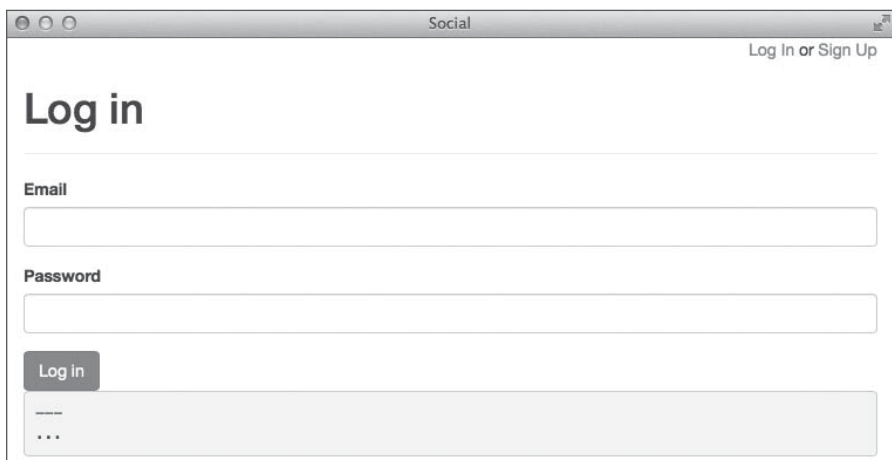 Social
Log In or Sign Up
Log in
Email
Password
Log in
---
...